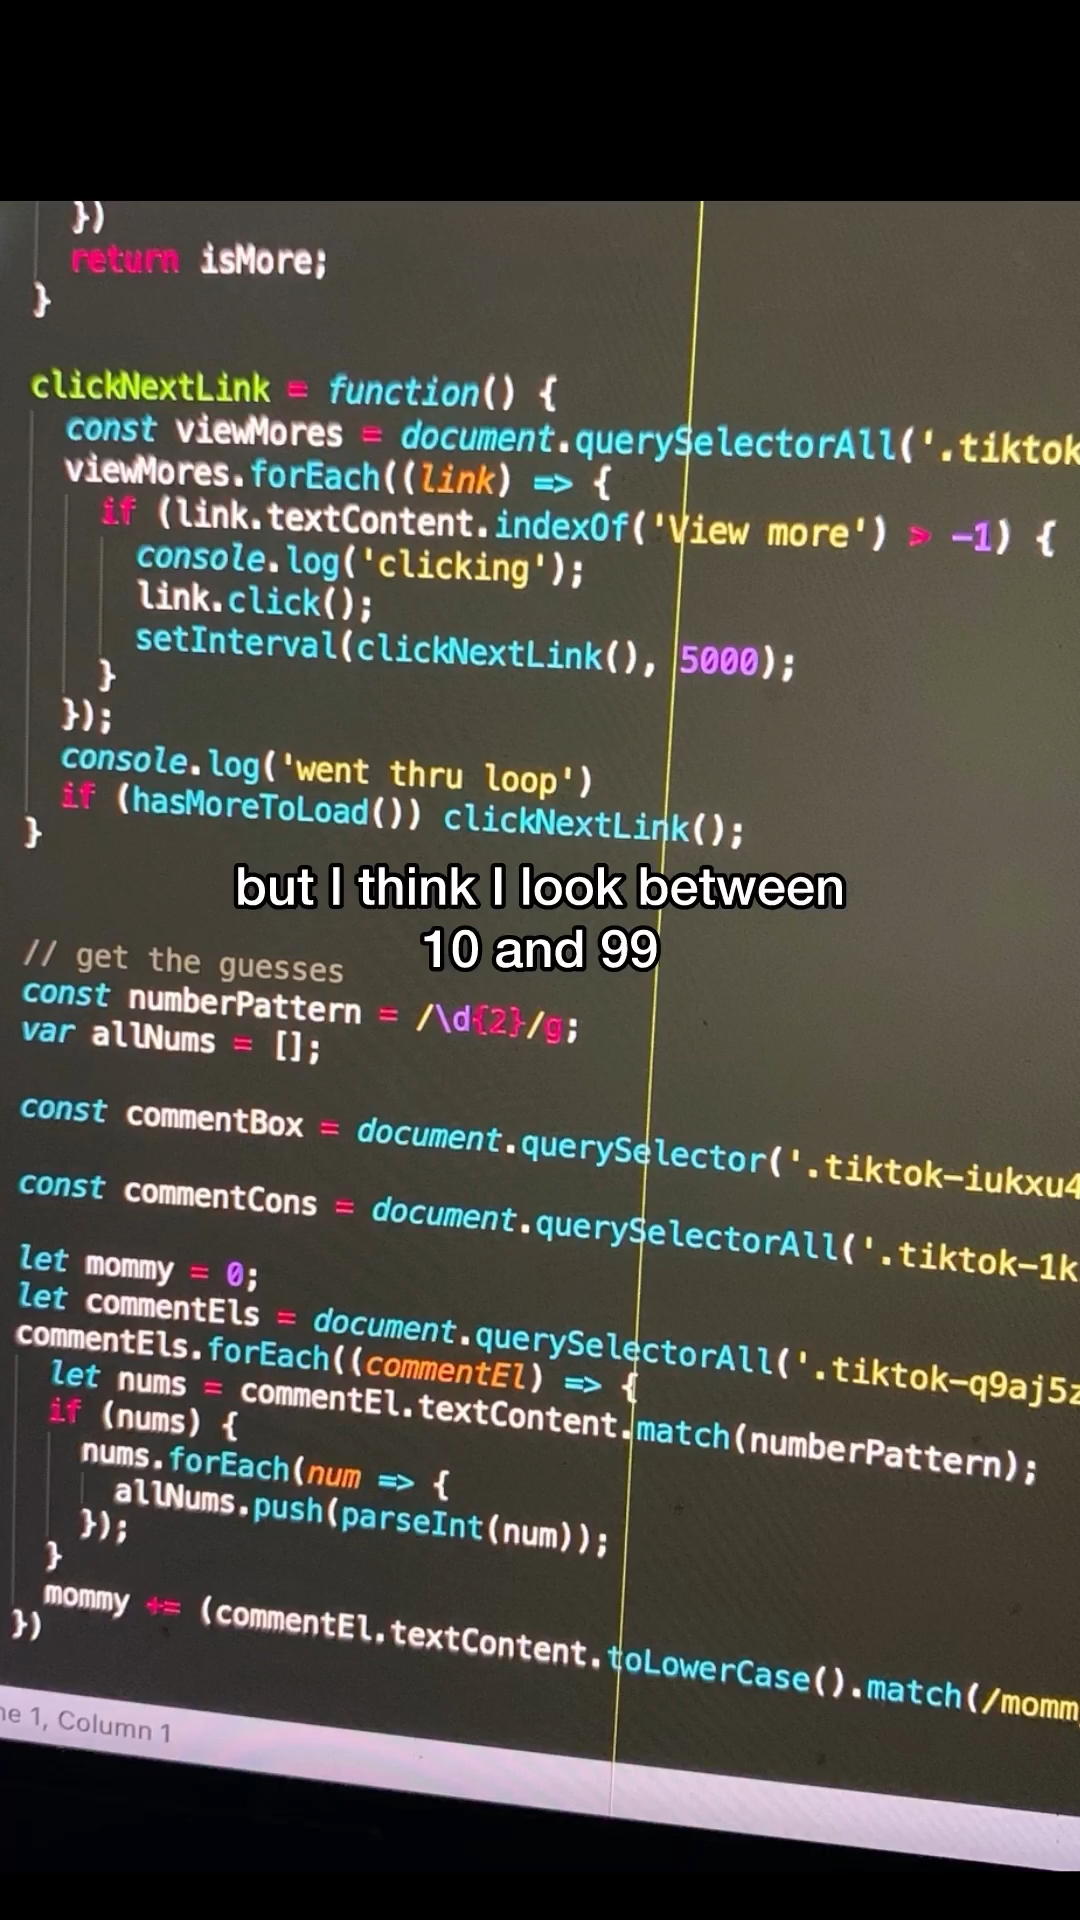 })
return isMore;
}
clickNextLink = function() {
const viewMores = document.querySelectorAll('.tiktok
viewMores.forEach((link) => {
if (link.textContent.indexOf('View more') > -1) {
console.log('clicking');
link.click();
setInterval(clickNextLink(), 5000);
}
});
console.log('went thru loop')
if (hasMoreToLoad()) clickNextLink();
}
but I think I look between
10 and 99
// get the guesses
const numberPattern = /\d{2}/g;
var allNums = [];
const commentBox = document.querySelector('.tiktok-iukxu4
const commentCons = document.querySelectorAll('.tiktok-1k
let mommy = 0;
let commentEls = document.querySelectorAll('.tiktok-q9aj5z
commentEls.forEach((commentEl) => {
let nums = commentEl.textContent.match(numberPattern);
if (nums) {
nums.forEach(num => {
allNums.push(parseInt(num));
});
}
mommy += (commentEl.textContent.toLowerCase().match(/momm
})
ne 1, Column 1